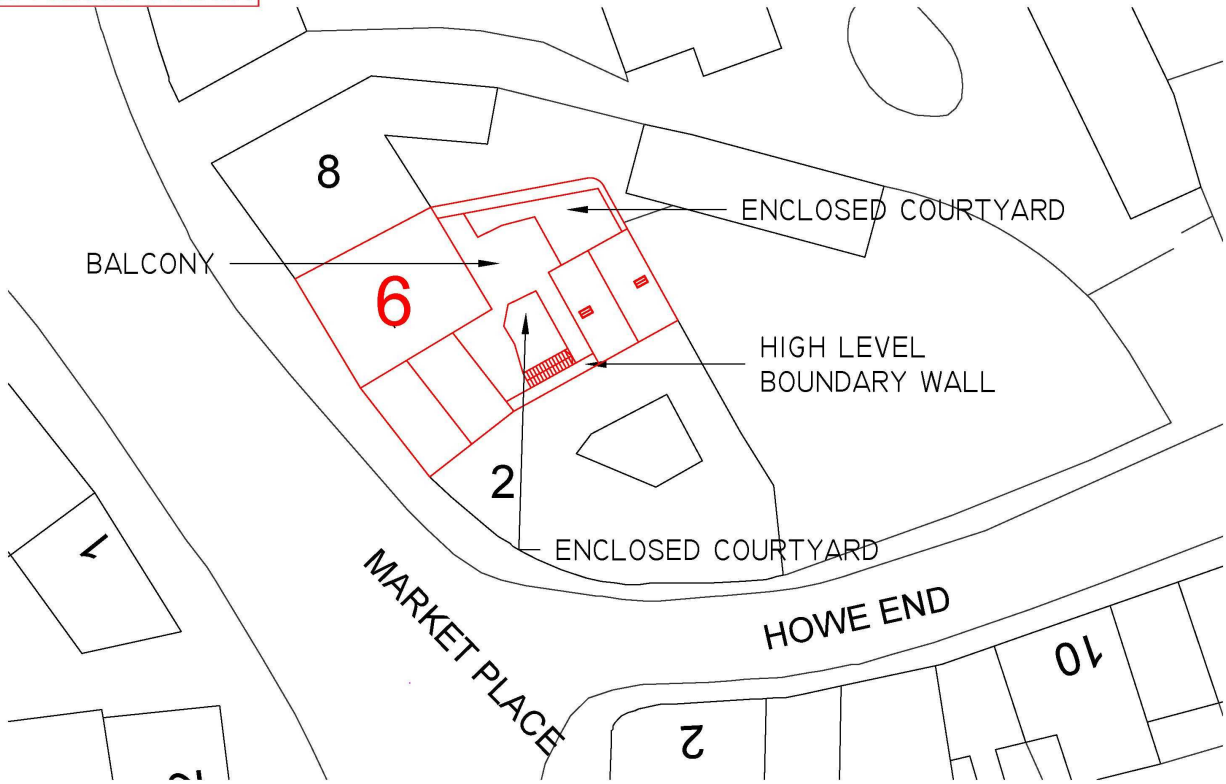 8
ENCLOSED COURTYARD
BALCONY
6
HIGH LEVEL
BOUNDARY WALL
2
1
ENCLOSED COURTYARD
MARKET PLACE
HOWE END
10
2